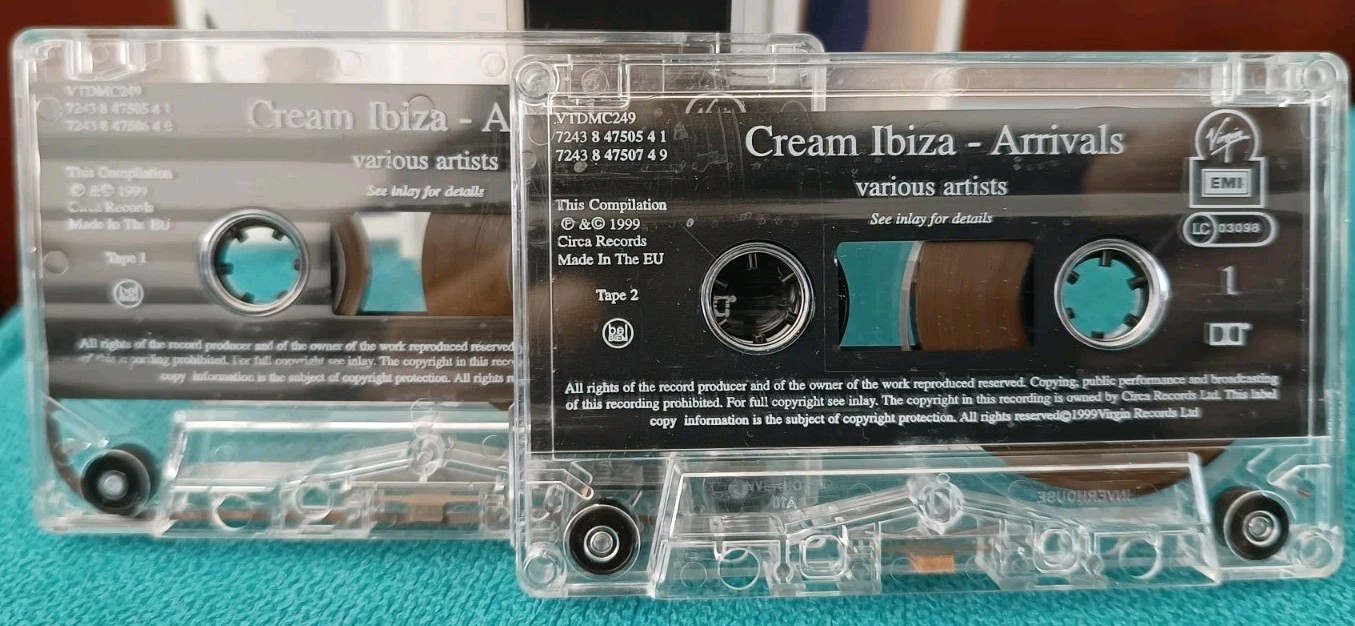 VTDMC249
7243 8 47505 4 1
7243 8 47506 4 0
Cream Ibiza - A
various artists
See inlay for details
This Compilation
℗ &© 1999
Circa Records
Made In The EU
Tape 1
All rights of the record producer and of the owner of the work reproduced reserved
of this recording prohibited. For full copyright see inlay. The copyright in this reco
copy information is the subject of copyright protection. All rights r
VTDMC249
7243 8 47505 4 1
7243 8 47507 4 9
Cream Ibiza - Arrivals
various artists
See inlay for details
This Compilation
℗ &© 1999
Circa Records
Made In The EU
Tape 2
bel
BIEM
Virgin
EMI
LC 03098
1
All rights of the record producer and of the owner of the work reproduced reserved. Copying, public performance and broadcasting
of this recording prohibited. For full copyright see inlay. The copyright in this recording is owned by Circa Records Ltd. This label
copy information is the subject of copyright protection. All rights reserved©1999Virgin Records Ltd
INVERHOUSE